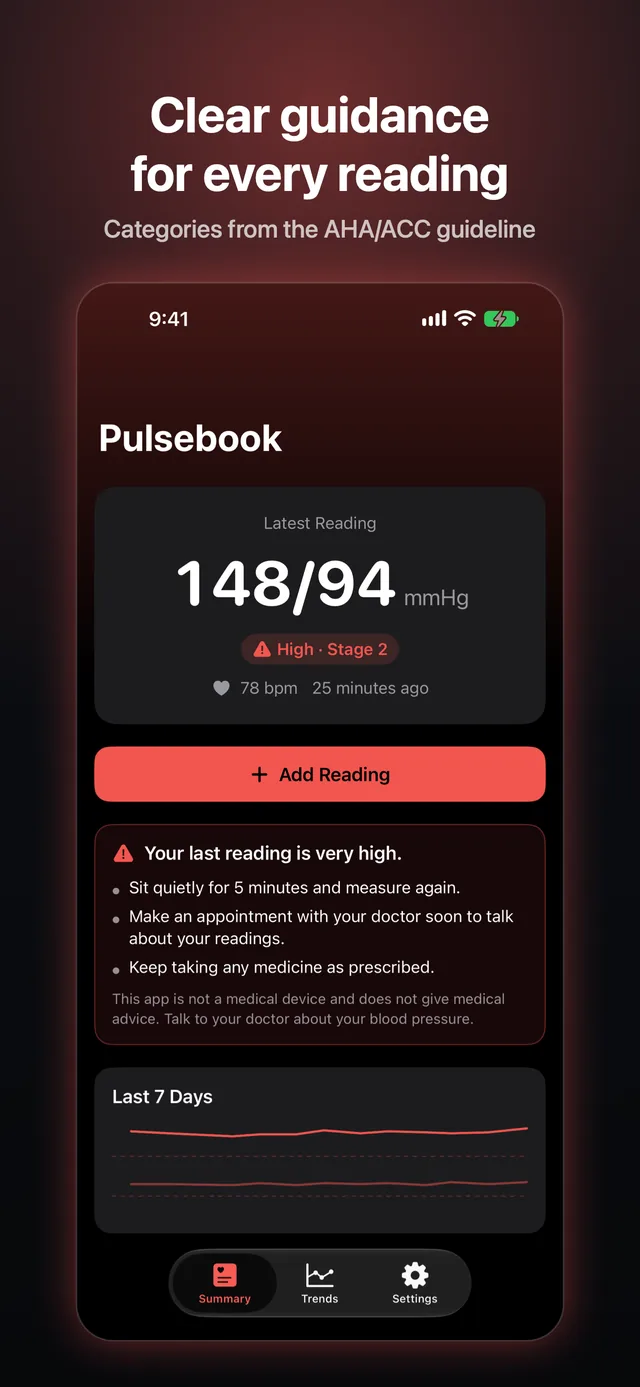 Clear guidance
for every reading
Categories from the AHA/ACC guideline
9:41
Pulsebook
Latest Reading
148/94 mmHg
High · Stage 2
78 bpm 25 minutes ago
+ Add Reading
Your last reading is very high.
• Sit quietly for 5 minutes and measure again.
• Make an appointment with your doctor soon to talk
about your readings.
• Keep taking any medicine as prescribed.
This app is not a medical device and does not give medical
advice. Talk to your doctor about your blood pressure.
Last 7 Days
Summary Trends Settings